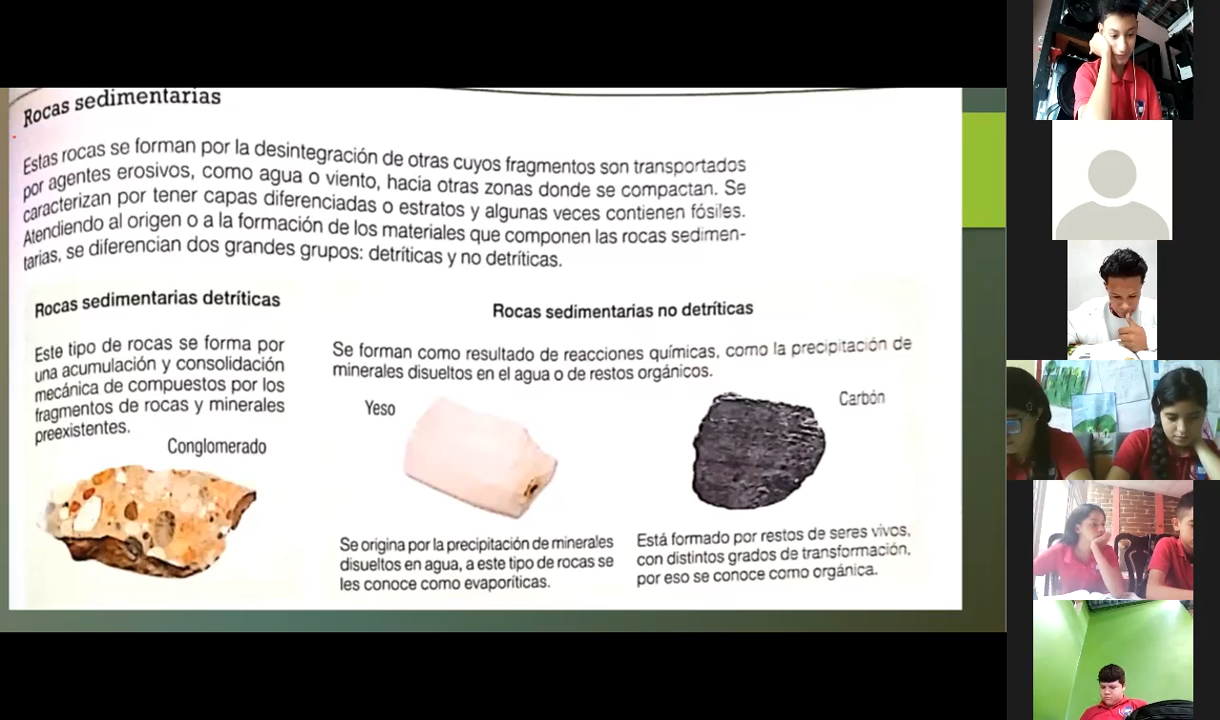 Rocas sedimentarias
Estas rocas se forman por la desintegración de otras cuyos fragmentos son transportados
por agentes erosivos, como agua o viento, hacia otras zonas donde se compactan. Se
caracterizan por tener capas diferenciadas o estratos y algunas veces contienen fósiles.
Atendiendo al origen o a la formación de los materiales que componen las rocas sedimen-
tarias, se diferencian dos grandes grupos: detríticas y no detríticas.
Rocas sedimentarias detríticas
Este tipo de rocas se forma por
una acumulación y consolidación
mecánica de compuestos por los
fragmentos de rocas y minerales
preexistentes.
Conglomerado
Rocas sedimentarias no detríticas
Se forman como resultado de reacciones químicas, como la precipitación de
minerales disueltos en el agua o de restos orgánicos.
Yeso
Carbón
Se origina por la precipitación de minerales
disueltos en agua, a este tipo de rocas se
les conoce como evaporíticas.
Está formado por restos de seres vivos,
con distintos grados de transformación,
por eso se conoce como orgánica.